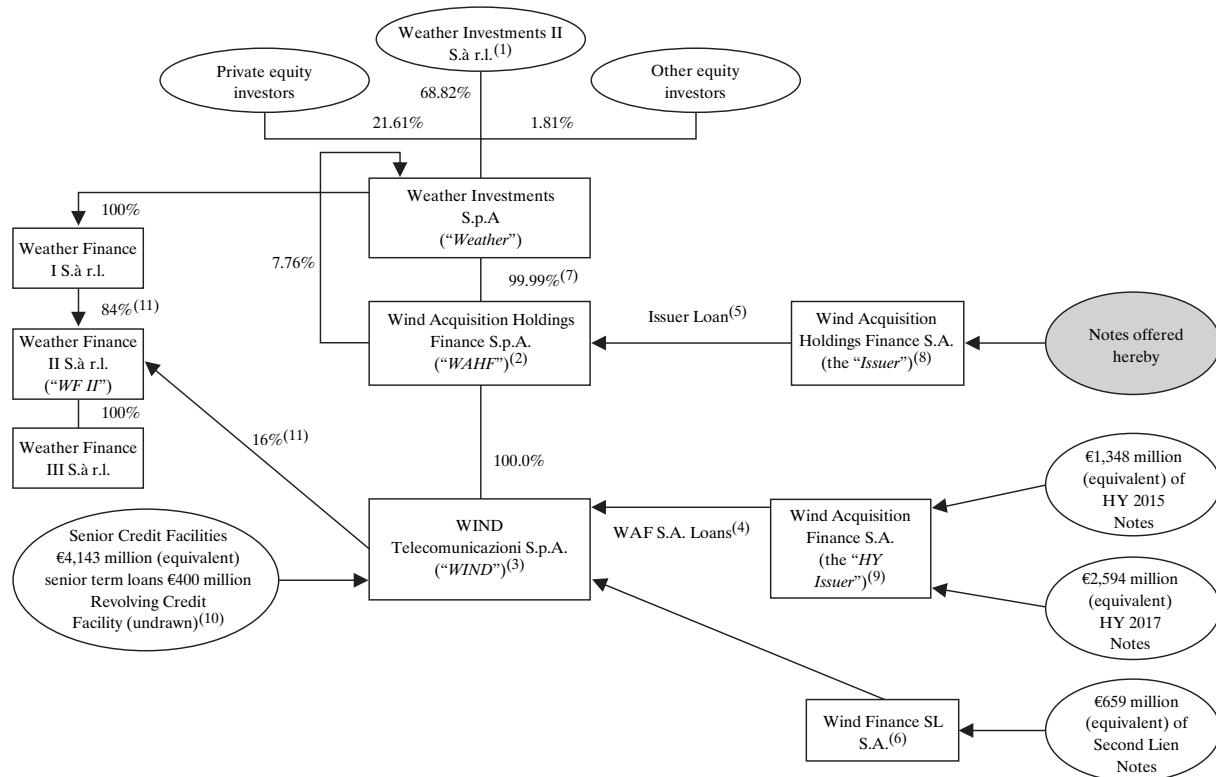 Weather Investments II
S.à r.l.(1)
Private equity
investors
Other equity
investors
68.82%
21.61%
1.81%
Weather Investments
S.p.A
(“Weather”)
100%
Weather Finance
I S.à r.l.
7.76%
99.99%(7)
84%(11)
Wind Acquisition Holdings
Finance S.p.A.
(“WAHF”)(2)
Issuer Loan(5)
Wind Acquisition
Holdings Finance S.A.
(the “Issuer”)(8)
Notes offered
hereby
Weather Finance
II S.à r.l.
(“WF II”)
100%
Weather Finance
III S.à r.l.
16%(11)
100.0%
Senior Credit Facilities
€4,143 million (equivalent)
senior term loans €400 million
Revolving Credit
Facility (undrawn)(10)
WIND
Telecomunicazioni S.p.A.
(“WIND”)(3)
WAF S.A. Loans(4)
Wind Acquisition
Finance S.A.
(the “HY
Issuer”)(9)
€1,348 million
(equivalent) of
HY 2015
Notes
€2,594 million
(equivalent)
HY 2017
Notes
Wind Finance SL
S.A.(6)
€659 million
(equivalent) of
Second Lien
Notes